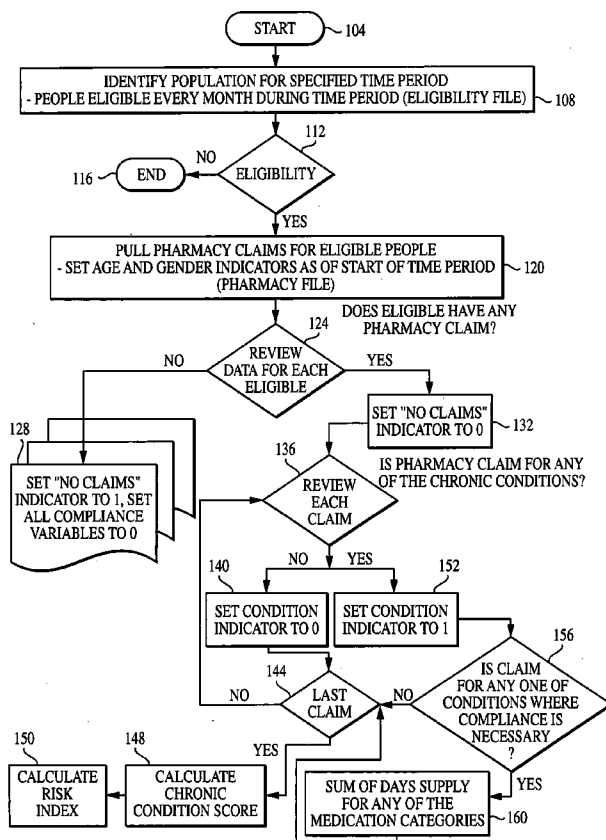 START
104
IDENTIFY POPULATION FOR SPECIFIED TIME PERIOD
- PEOPLE ELIGIBLE EVERY MONTH DURING TIME PERIOD (ELIGIBILITY FILE)
108
112
ELIGIBILITY
NO
116
END
YES
PULL PHARMACY CLAIMS FOR ELIGIBLE PEOPLE
- SET AGE AND GENDER INDICATORS AS OF START OF TIME PERIOD
(PHARMACY FILE)
120
DOES ELIGIBLE HAVE ANY
PHARMACY CLAIM?
124
REVIEW
DATA FOR EACH
ELIGIBLE
NO
YES
128
SET "NO CLAIMS"
INDICATOR TO 1, SET
ALL COMPLIANCE
VARIABLES TO 0
SET "NO CLAIMS"
INDICATOR TO 0
132
IS PHARMACY CLAIM FOR ANY
OF THE CHRONIC CONDITIONS?
136
REVIEW
EACH
CLAIM
NO
YES
140
SET CONDITION
INDICATOR TO 0
152
SET CONDITION
INDICATOR TO 1
156
IS CLAIM
FOR ANY ONE OF
CONDITIONS WHERE
COMPLIANCE IS
NECESSARY
?
NO
YES
144
LAST
CLAIM
NO
YES
150
CALCULATE
RISK
INDEX
148
CALCULATE
CHRONIC
CONDITION SCORE
SUM OF DAYS SUPPLY
FOR ANY OF THE
MEDICATION CATEGORIES
160